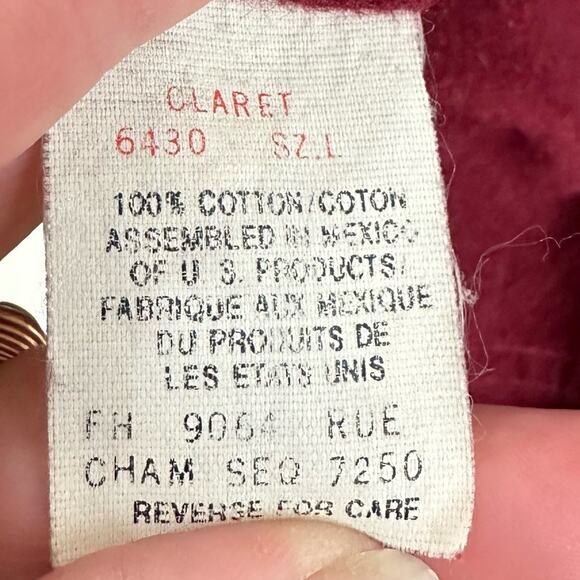 CLARET
6430 SZ.L
100% COTTON/COTON
ASSEMBLED IN MEXICO
OF U.S. PRODUCTS/
FABRIQUE AUX MEXIQUE
DU PRODUITS DE
LES ETATS UNIS
FH 9064 RUE
CHAM SEQ 7250
REVERSE FOR CARE